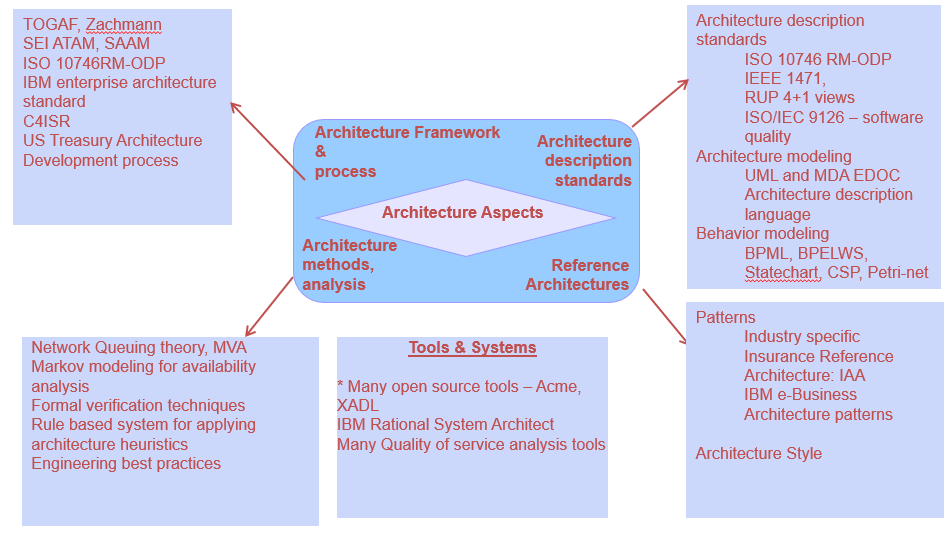 TOGAF, Zachmann
SEI ATAM, SAAM
ISO 10746RM-ODP
IBM enterprise architecture
standard
C4ISR
US Treasury Architecture
Development process
Architecture Framework
&
process
Architecture
description
standards
Architecture Aspects
Architecture
methods,
analysis
Reference
Architectures
Architecture description
standards
ISO 10746 RM-ODP
IEEE 1471,
RUP 4+1 views
ISO/IEC 9126 – software
quality
Architecture modeling
UML and MDA EDOC
Architecture description
language
Behavior modeling
BPML, BPELWS,
Statechart, CSP, Petri-net
Network Queuing theory, MVA
Markov modeling for availability
analysis
Formal verification techniques
Rule based system for applying
architecture heuristics
Engineering best practices
Tools & Systems
* Many open source tools – Acme,
XADL
IBM Rational System Architect
Many Quality of service analysis tools
Patterns
Industry specific
Insurance Reference
Architecture: IAA
IBM e-Business
Architecture patterns
Architecture Style